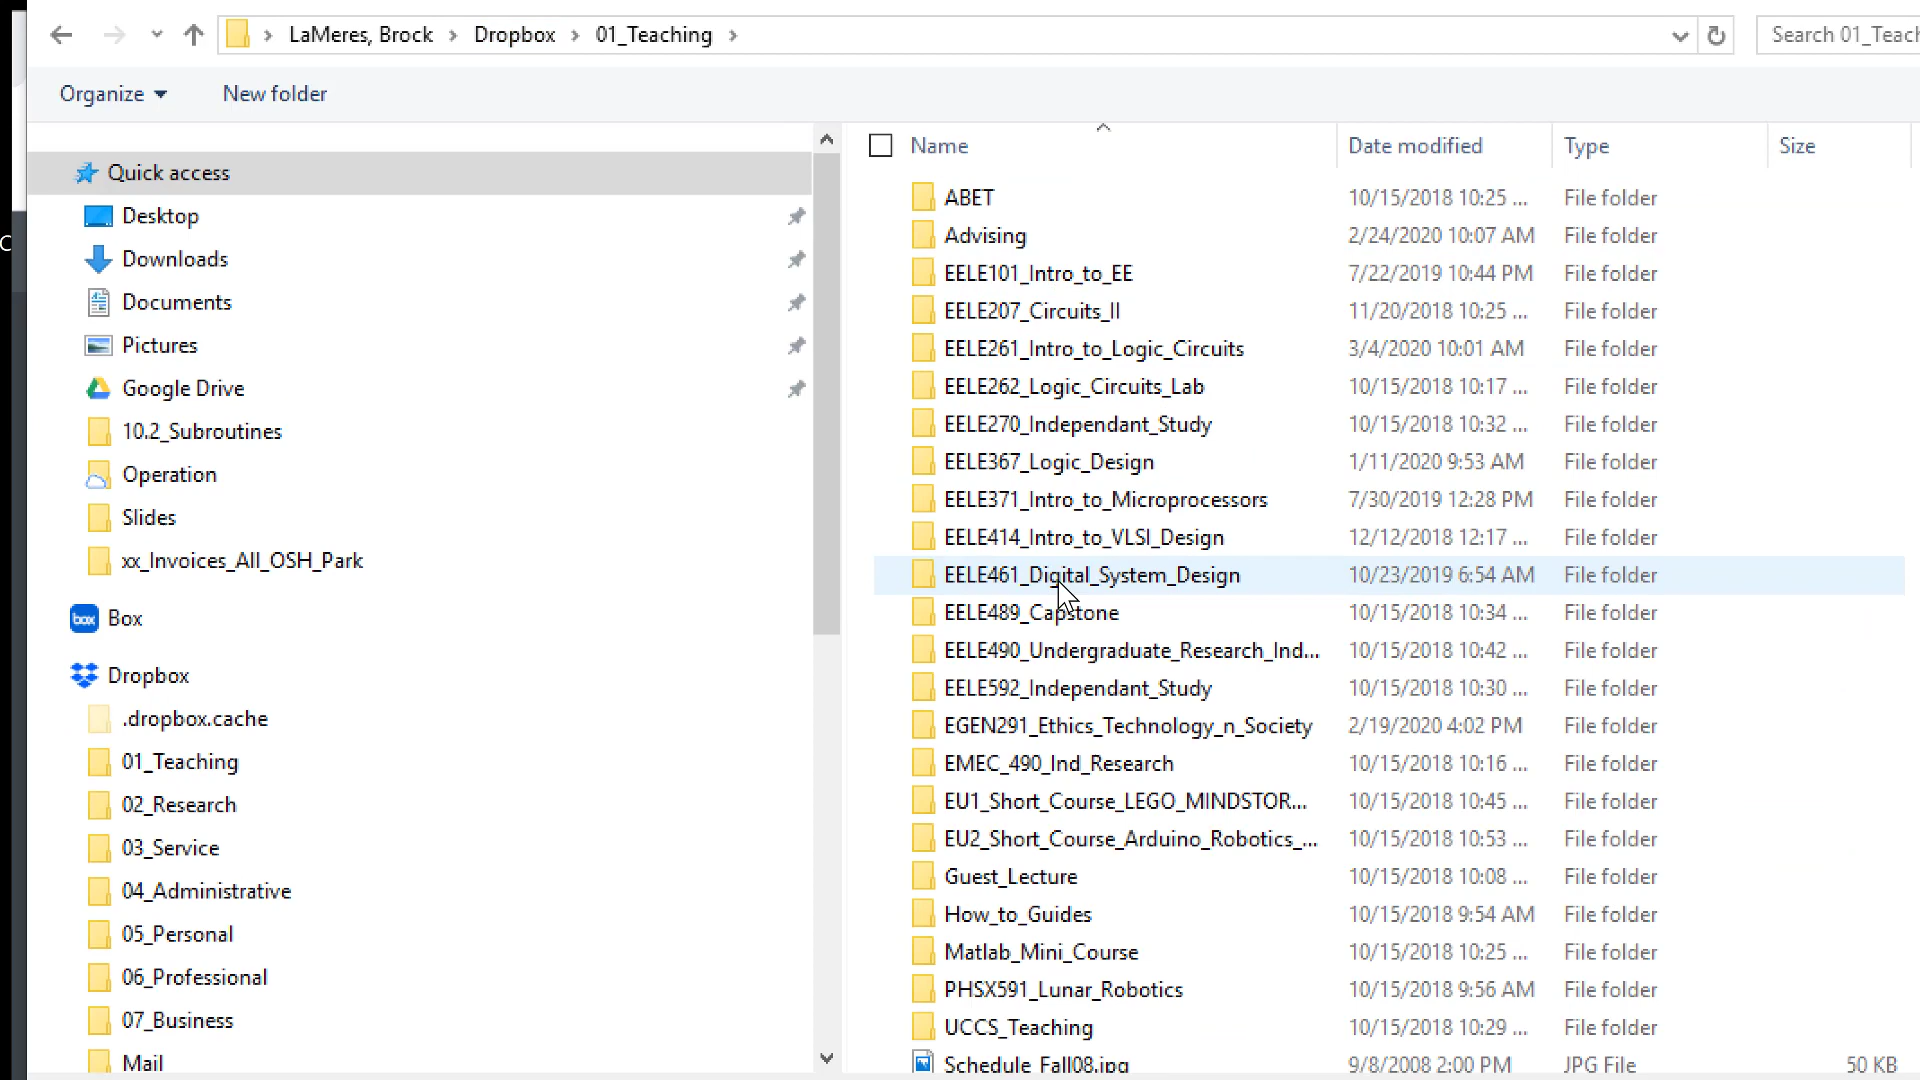 LaMeres, Brock > Dropbox > 01_Teaching >
Search 01_Teach
Organize
New folder
Quick access
Desktop
Downloads
Documents
Pictures
Google Drive
10.2_Subroutines
Operation
Slides
xx_Invoices_All_OSH_Park
box Box
Dropbox
.dropbox.cache
01_Teaching
02_Research
03_Service
04_Administrative
05_Personal
06_Professional
07_Business
Mail
Name Date modified Type Size
ABET 10/15/2018 10:25 ... File folder
Advising 2/24/2020 10:07 AM File folder
EELE101_Intro_to_EE 7/22/2019 10:44 PM File folder
EELE207_Circuits_II 11/20/2018 10:25 ... File folder
EELE261_Intro_to_Logic_Circuits 3/4/2020 10:01 AM File folder
EELE262_Logic_Circuits_Lab 10/15/2018 10:17 ... File folder
EELE270_Independant_Study 10/15/2018 10:32 ... File folder
EELE367_Logic_Design 1/11/2020 9:53 AM File folder
EELE371_Intro_to_Microprocessors 7/30/2019 12:28 PM File folder
EELE414_Intro_to_VLSI_Design 12/12/2018 12:17 ... File folder
EELE461_Digital_System_Design 10/23/2019 6:54 AM File folder
EELE489_Capstone 10/15/2018 10:34 ... File folder
EELE490_Undergraduate_Research_Ind... 10/15/2018 10:42 ... File folder
EELE592_Independant_Study 10/15/2018 10:30 ... File folder
EGEN291_Ethics_Technology_n_Society 2/19/2020 4:02 PM File folder
EMEC_490_Ind_Research 10/15/2018 10:16 ... File folder
EU1_Short_Course_LEGO_MINDSTOR... 10/15/2018 10:45 ... File folder
EU2_Short_Course_Arduino_Robotics_... 10/15/2018 10:53 ... File folder
Guest_Lecture 10/15/2018 10:08 ... File folder
How_to_Guides 10/15/2018 9:54 AM File folder
Matlab_Mini_Course 10/15/2018 10:25 ... File folder
PHSX591_Lunar_Robotics 10/15/2018 9:56 AM File folder
UCCS_Teaching 10/15/2018 10:29 ... File folder
Schedule_Fall08.jpg 9/8/2008 2:00 PM JPG File 50 KB